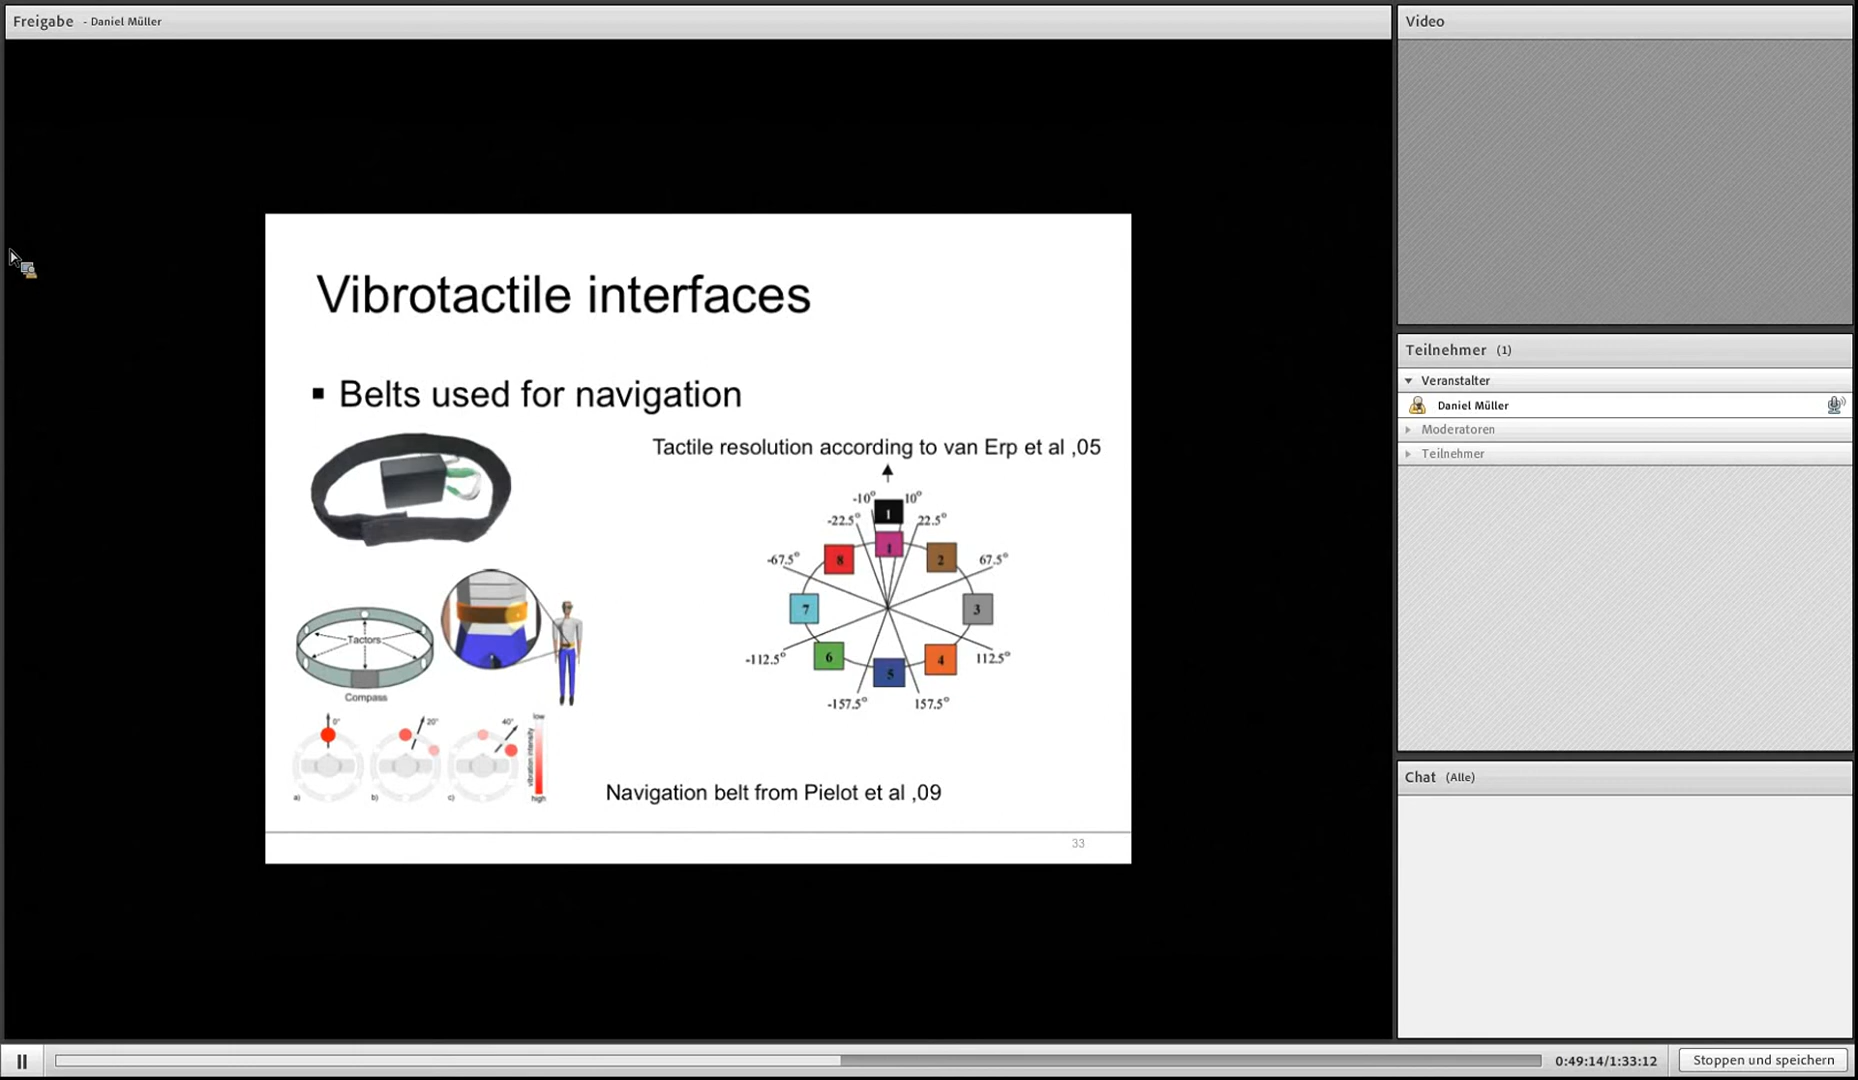 Freigabe - Daniel Müller
Video
Teilnehmer (1)
Veranstalter
Daniel Müller
Moderatoren
Teilnehmer
Chat (Alle)
Vibrotactile interfaces
▪ Belts used for navigation
Tactile resolution according to van Erp et al ,05
-10° 10°
1
-22.5° 22.5°
1
-67.5° 8 2 67.5°
7 3
-112.5° 6 4 112.5°
5
-157.5° 157.5°
Tactors
Compass
0° 20° 40° low
vibration intensity
a) b) c) high
Navigation belt from Pielot et al ,09
33
0:49:14/1:33:12
Stoppen und speichern